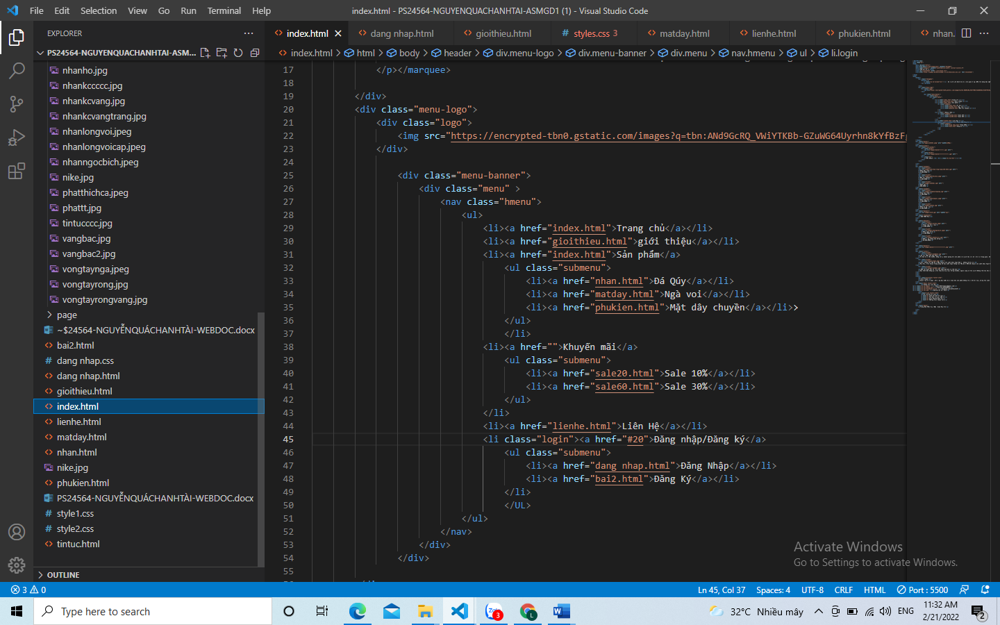 File Edit Selection View Go Run Terminal Help
index.html - PS24564-NGUYENQUACHANHTAI-ASMGD1 (1) - Visual Studio Code
EXPLORER
PS24564-NGUYENQUACHANHTAI-ASM...
nhanho.jpg
nhankccccc.jpg
nhankcvang.jpg
nhankcvangtrang.jpg
nhanlongvoi.jpeg
nhanlongvoicap.jpeg
nhanngocbich.jpeg
nike.jpg
phatthichca.jpeg
phattt.jpg
tintucccc.jpg
vangbac.jpg
vangbac2.jpg
vongtaynga.jpeg
vongtayrong.jpg
vongtayrongvang.jpg
page
~$24564-NGUYỄNQUÁCHANHTÀI-WEBDOC.docx
bai2.html
dang nhap.css
dang nhap.html
gioithieu.html
index.html
lienhe.html
matday.html
nhan.html
nike.jpg
phukien.html
PS24564-NGUYỄNQUÁCHANHTÀI-WEBDOC.docx
style1.css
style2.css
tintuc.html
OUTLINE
index.html dang nhap.html gioithieu.html styles.css 3 matday.html lienhe.html phukien.html nhan.
index.html > html > body > header > div.menu-logo > div.menu-banner > div.menu > nav.hmenu > ul > li.login
17 </p></marquee>
18
19 </div>
20 <div class="menu-logo">
21 <div class="logo">
22 <img src="https://encrypted-tbn0.gstatic.com/images?q=tbn:ANd9GcRQ_VWiYTKBb-GZuWG64Uyrhn8kYfBzFg
23 </div>
24
25 <div class="menu-banner">
26 <div class="menu" >
27 <nav class="hmenu">
28 <ul>
29 <li><a href="index.html">Trang chủ</a></li>
30 <li><a href="gioithieu.html">giới thiệu</a></li>
31 <li><a href="index.html">Sản phẩm</a>
32 <ul class="submenu">
33 <li><a href="nhan.html">Đá Qúy</a></li>
34 <li><a href="matday.html">Ngà voi</a></li>
35 <li><a href="phukien.html">Mặt dây chuyền</a></li>>
36 </ul>
37 </li>
38 <li><a href="">Khuyến mãi</a>
39 <ul class="submenu">
40 <li><a href="sale20.html">Sale 10%</a></li>
41 <li><a href="sale60.html">Sale 30%</a></li>
42 </ul>
43 </li>
44 <li><a href="lienhe.html">Liên Hệ</a></li>
45 <li class="login"><a href="#20">Đăng nhập/Đăng ký</a>
46 <ul class="submenu">
47 <li><a href="dang nhap.html">Đăng Nhập</a></li>
48 <li><a href="bai2.html">Đăng Ký</a></li>
49 </li>
50 </UL>
51 </ul>
52 </nav>
53 </div>
54 </div>
55
Activate Windows
Go to Settings to activate Windows.
3 0 Ln 45, Col 37 Spaces: 4 UTF-8 CRLF HTML Port : 5500
Type here to search
3
L
32°C Nhiều mây
ENG
11:32 AM
2/21/2022
2